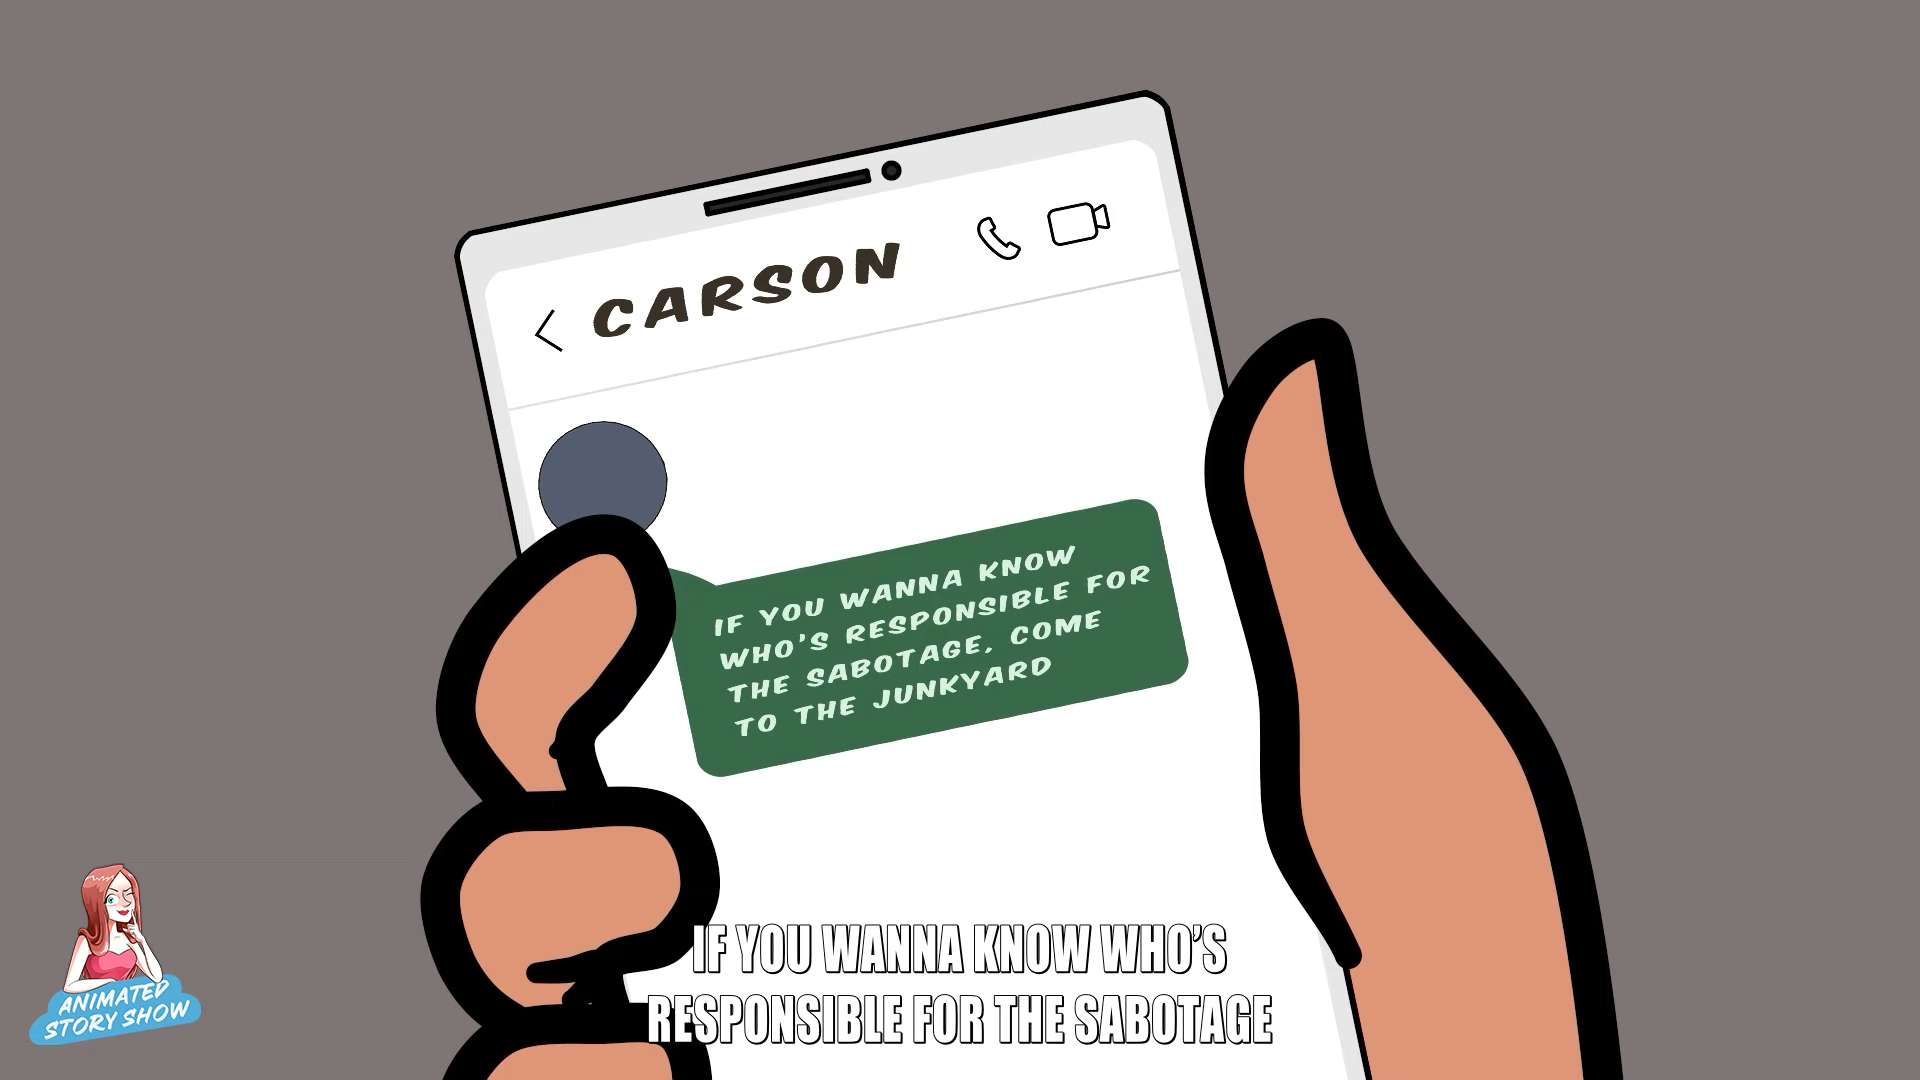 CARSON
IF YOU WANNA KNOW
WHO'S RESPONSIBLE FOR
THE SABOTAGE, COME
TO THE JUNKYARD
IF YOU WANNA KNOW WHO'S
RESPONSIBLE FOR THE SABOTAGE
ANIMATED
STORY SHOW